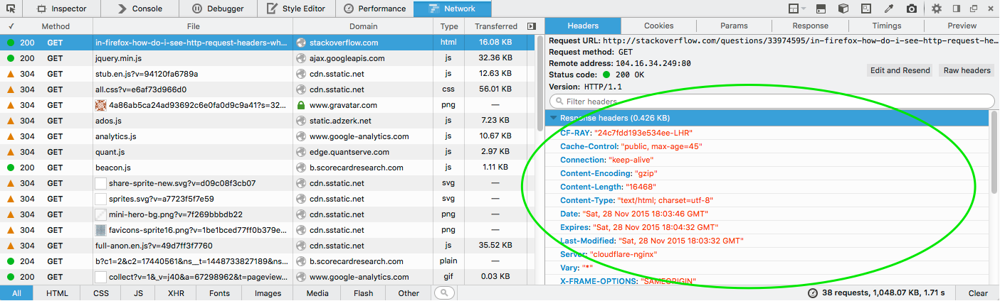 Inspector Console Debugger Style Editor Performance Network
✓ Method File Domain Type Transferred
200 GET in-firefox-how-do-i-see-http-request-headers-wh... stackoverflow.com html 16.08 KB
200 GET jquery.min.js ajax.googleapis.com js 32.36 KB
304 GET stub.en.js?v=94120fa6789a cdn.sstatic.net js 12.63 KB
304 GET all.css?v=e6af73d966d0 cdn.sstatic.net css 56.01 KB
304 GET 4a86ab5ca24ad93692c6e0fa0d9c9a41?s=32... www.gravatar.com png —
304 GET ados.js static.adzerk.net js 7.23 KB
304 GET analytics.js www.google-analytics.com js 10.67 KB
304 GET quant.js edge.quantserve.com js 2.97 KB
200 GET beacon.js b.scorecardresearch.com js 1.11 KB
304 GET share-sprite-new.svg?v=d09c08f3cb07 cdn.sstatic.net svg —
304 GET sprites.svg?v=a7723f5f7e59 cdn.sstatic.net svg —
304 GET mini-hero-bg.png?v=7f269bbbdb22 cdn.sstatic.net png —
304 GET favicons-sprite16.png?v=1be1bced77ff0b379e... cdn.sstatic.net png —
304 GET full-anon.en.js?v=49d7ff3f7760 cdn.sstatic.net js 35.52 KB
204 GET b?c1=2&c2=17440561&ns__t=1448733827189&ns... b.scorecardresearch.com plain —
200 GET collect?v=1&_v=j40&a=67298962&t=pageview... www.google-analytics.com gif 0.03 KB
All HTML CSS JS XHR Fonts Images Media Flash Other
Headers Cookies Params Response Timings Preview
Request URL: http://stackoverflow.com/questions/33974595/in-firefox-how-do-i-see-http-request-he...
Request method: GET
Remote address: 104.16.34.249:80
Status code: 200 OK
Edit and Resend Raw headers
Version: HTTP/1.1
Filter headers
Response headers (0.426 KB)
CF-RAY: "24c7fdd193e534ee-LHR"
Cache-Control: "public, max-age=45"
Connection: "keep-alive"
Content-Encoding: "gzip"
Content-Length: "16468"
Content-Type: "text/html; charset=utf-8"
Date: "Sat, 28 Nov 2015 18:03:46 GMT"
Expires: "Sat, 28 Nov 2015 18:04:32 GMT"
Last-Modified: "Sat, 28 Nov 2015 18:03:32 GMT"
Server: "cloudflare-nginx"
Vary: "*"
X-FRAME-OPTIONS: "SAMEORIGIN"
38 requests, 1,048.07 KB, 1.71 s Clear